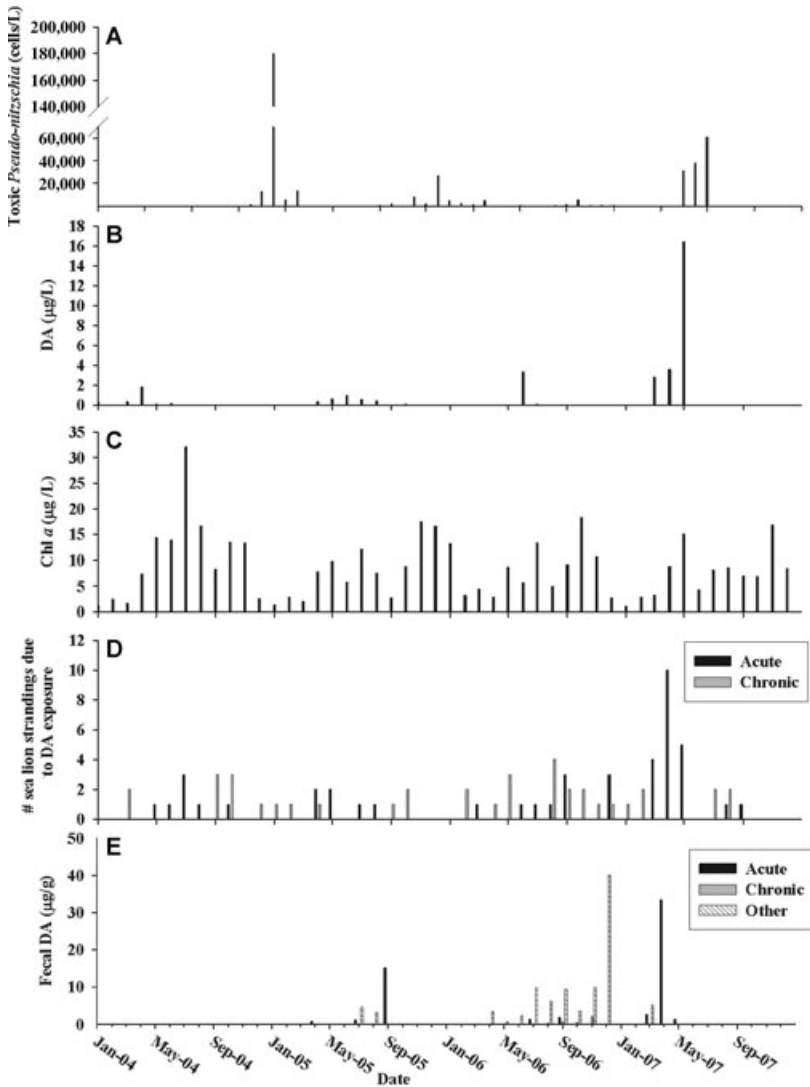 A
Toxic Pseudo-nitzschia (cells/L)
200,000
180,000
160,000
140,000
60,000
40,000
20,000
B
DA (µg/L)
18
16
14
12
10
8
6
4
2
0
C
Chl a (µg /L)
35
30
25
20
15
10
5
0
D
# sea lion strandings due
to DA exposure
12
10
8
6
4
2
0
Acute
Chronic
E
Fecal DA (µg/g)
50
40
30
20
10
0
Acute
Chronic
Other
Jan-04
May-04
Sep-04
Jan-05
May-05
Sep-05
Jan-06
May-06
Sep-06
Jan-07
May-07
Sep-07
Date